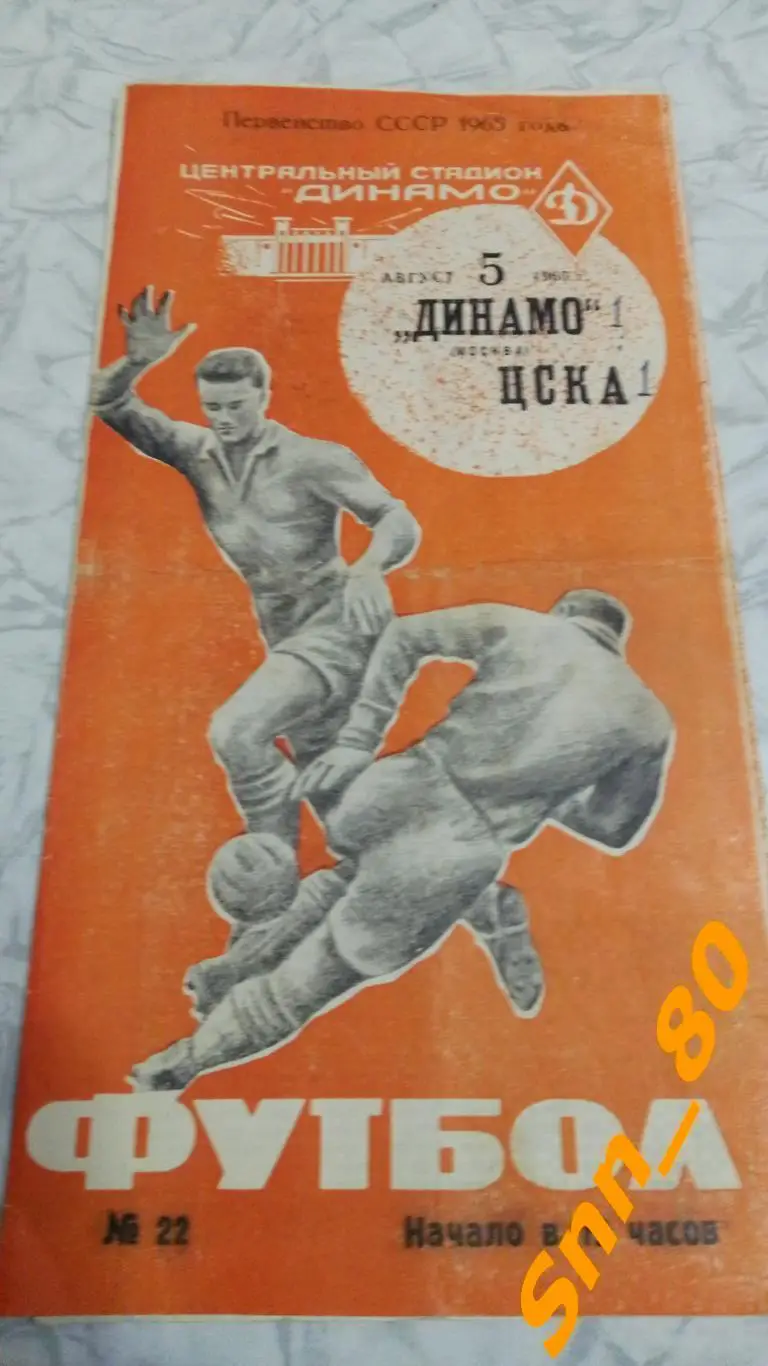 Первенство СССР 1965 года
ЦЕНТРАЛЬНЫЙ СТАДИОН
"ДИНАМО"
Д
АВГУСТ 5
„ДИНАМО“ 1
(МОСКВА)
ЦСКА 1
ФУТБОЛ
№ 22 Начало в часов
snn_80